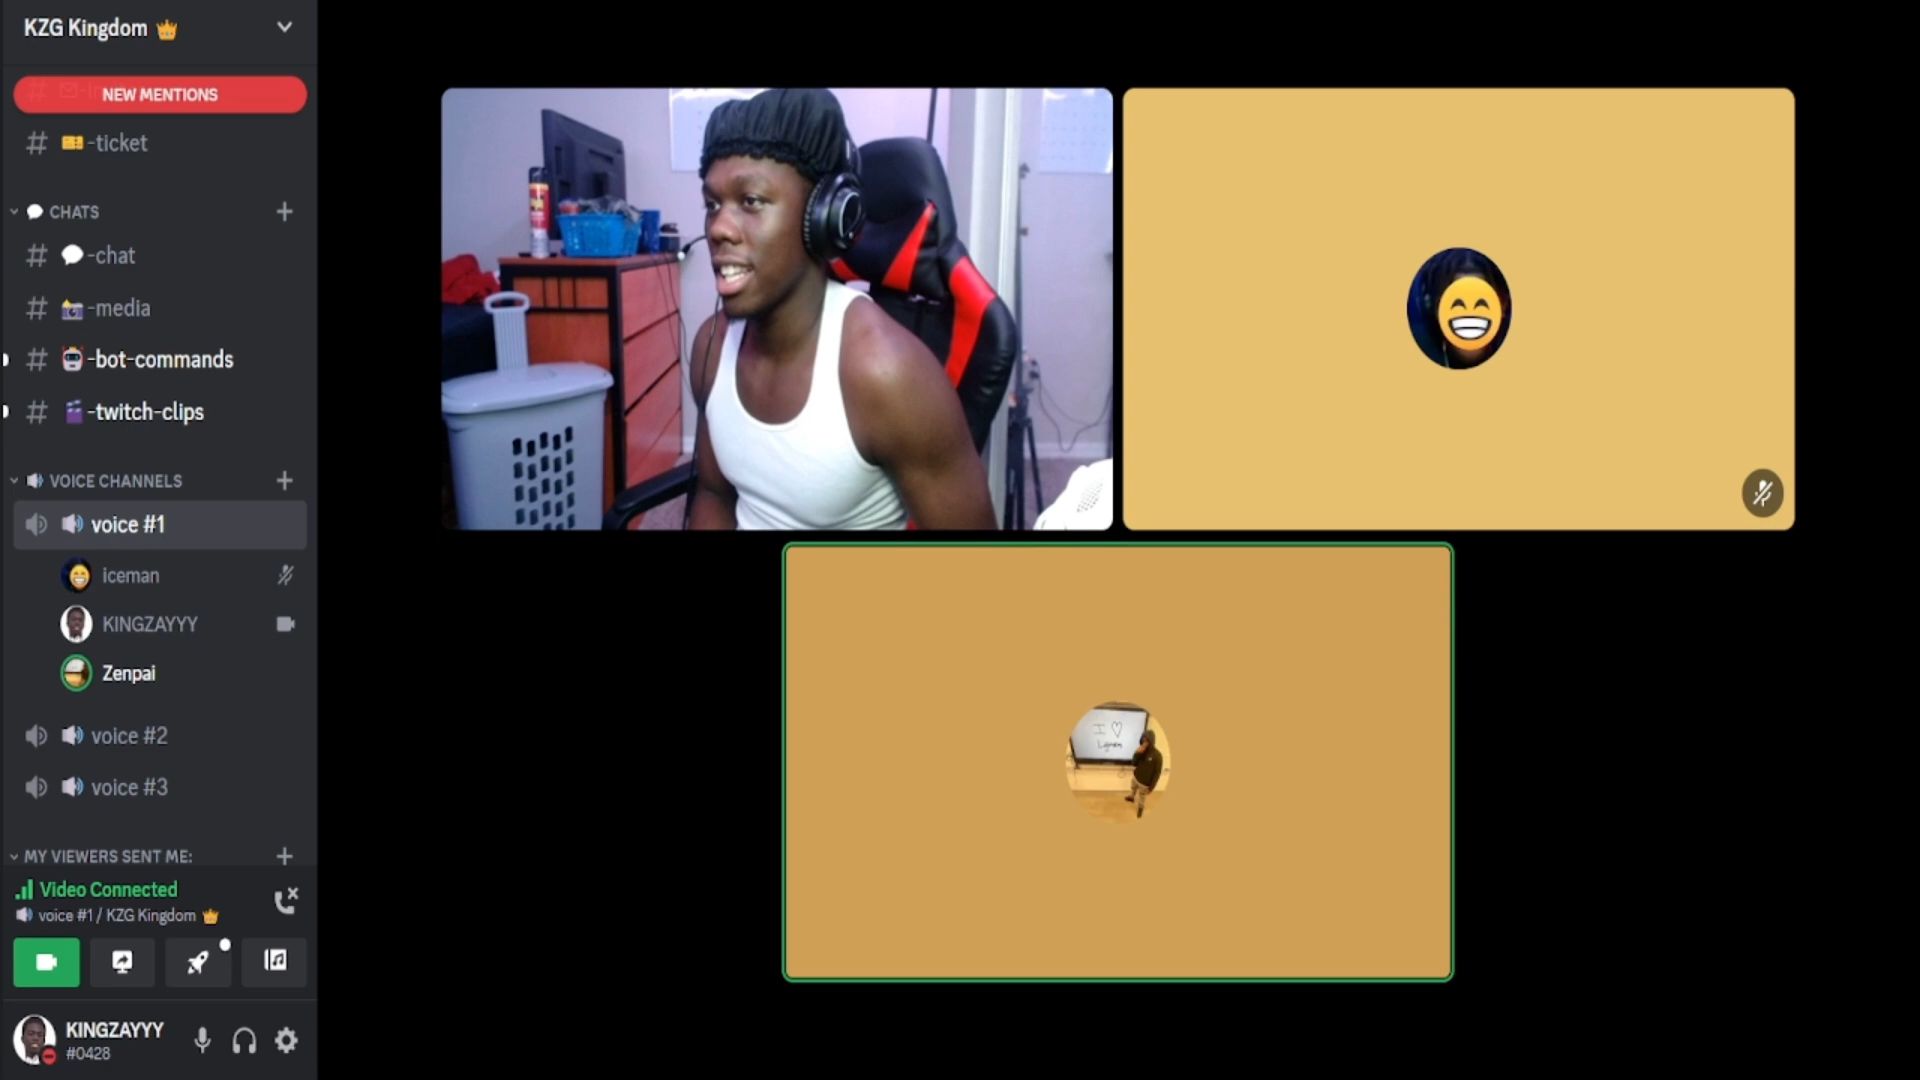 KZG Kingdom
NEW MENTIONS
-ticket
CHATS
-chat
-media
-bot-commands
-twitch-clips
VOICE CHANNELS
voice #1
iceman
KINGZAYYY
Zenpai
voice #2
voice #3
MY VIEWERS SENT ME:
Video Connected
voice #1 / KZG Kingdom
KINGZAYYY
#0428
I ♡